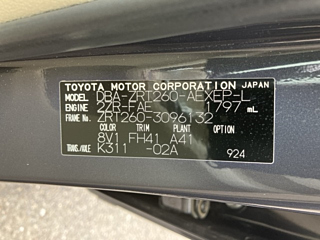 TOYOTA MOTOR CORPORATION JAPAN
MODEL DBA-ZRT260-AEXEP-L
ENGINE 2ZR-FAE 1797 mL
FRAME No. ZRT260-3096132
COLOR TRIM PLANT OPTION
8V1 FH41 A41
TRANS./AXLE K311 -02A
924